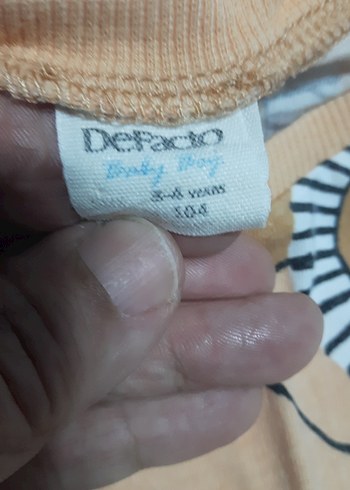 DeFacto
Baby Boy
3-4 YEARS
104